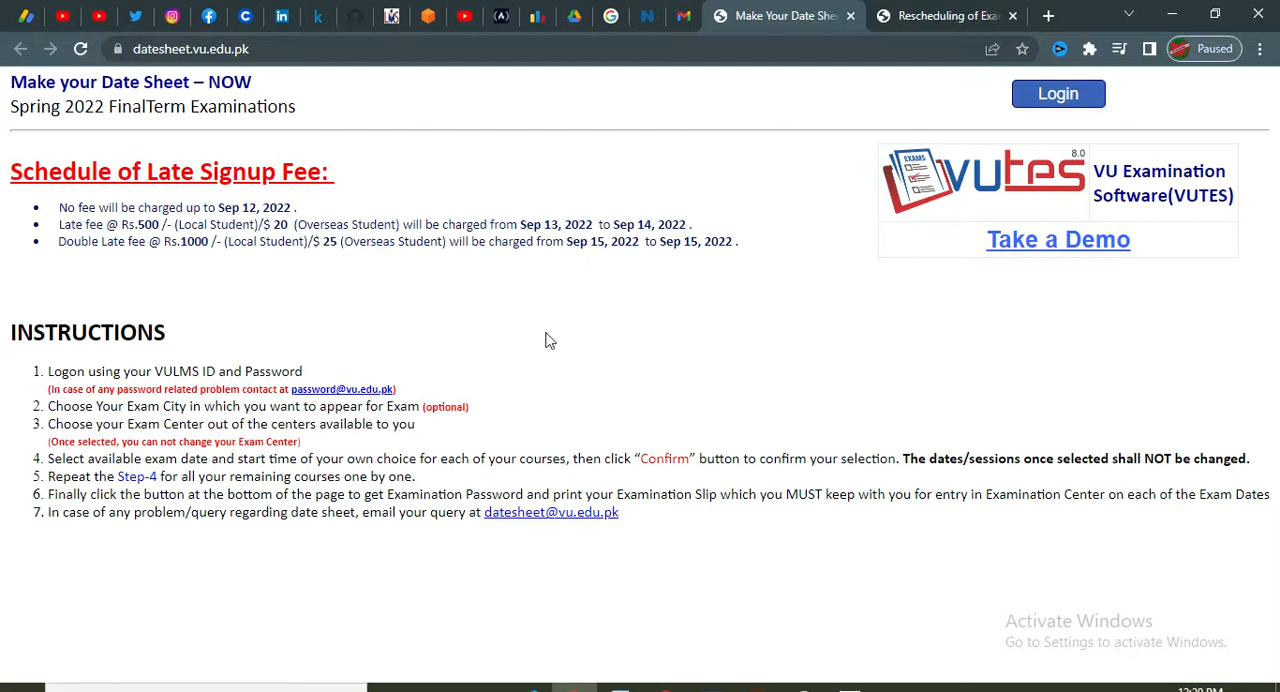 Make Your Date She
Rescheduling of Exa
datesheet.vu.edu.pk
Paused
Make your Date Sheet – NOW
Spring 2022 FinalTerm Examinations
Login
Schedule of Late Signup Fee:
No fee will be charged up to Sep 12, 2022 .
Late fee @ Rs.500 /- (Local Student)/$ 20 (Overseas Student) will be charged from Sep 13, 2022 to Sep 14, 2022 .
Double Late fee @ Rs.1000 /- (Local Student)/$ 25 (Overseas Student) will be charged from Sep 15, 2022 to Sep 15, 2022 .
EXAMS
vutes 8.0
VU Examination
Software(VUTES)
Take a Demo
INSTRUCTIONS
1. Logon using your VULMS ID and Password
(In case of any password related problem contact at password@vu.edu.pk)
2. Choose Your Exam City in which you want to appear for Exam (optional)
3. Choose your Exam Center out of the centers available to you
(Once selected, you can not change your Exam Center)
4. Select available exam date and start time of your own choice for each of your courses, then click “Confirm” button to confirm your selection. The dates/sessions once selected shall NOT be changed.
5. Repeat the Step-4 for all your remaining courses one by one.
6. Finally click the button at the bottom of the page to get Examination Password and print your Examination Slip which you MUST keep with you for entry in Examination Center on each of the Exam Dates
7. In case of any problem/query regarding date sheet, email your query at datesheet@vu.edu.pk
Activate Windows
Go to Settings to activate Windows.